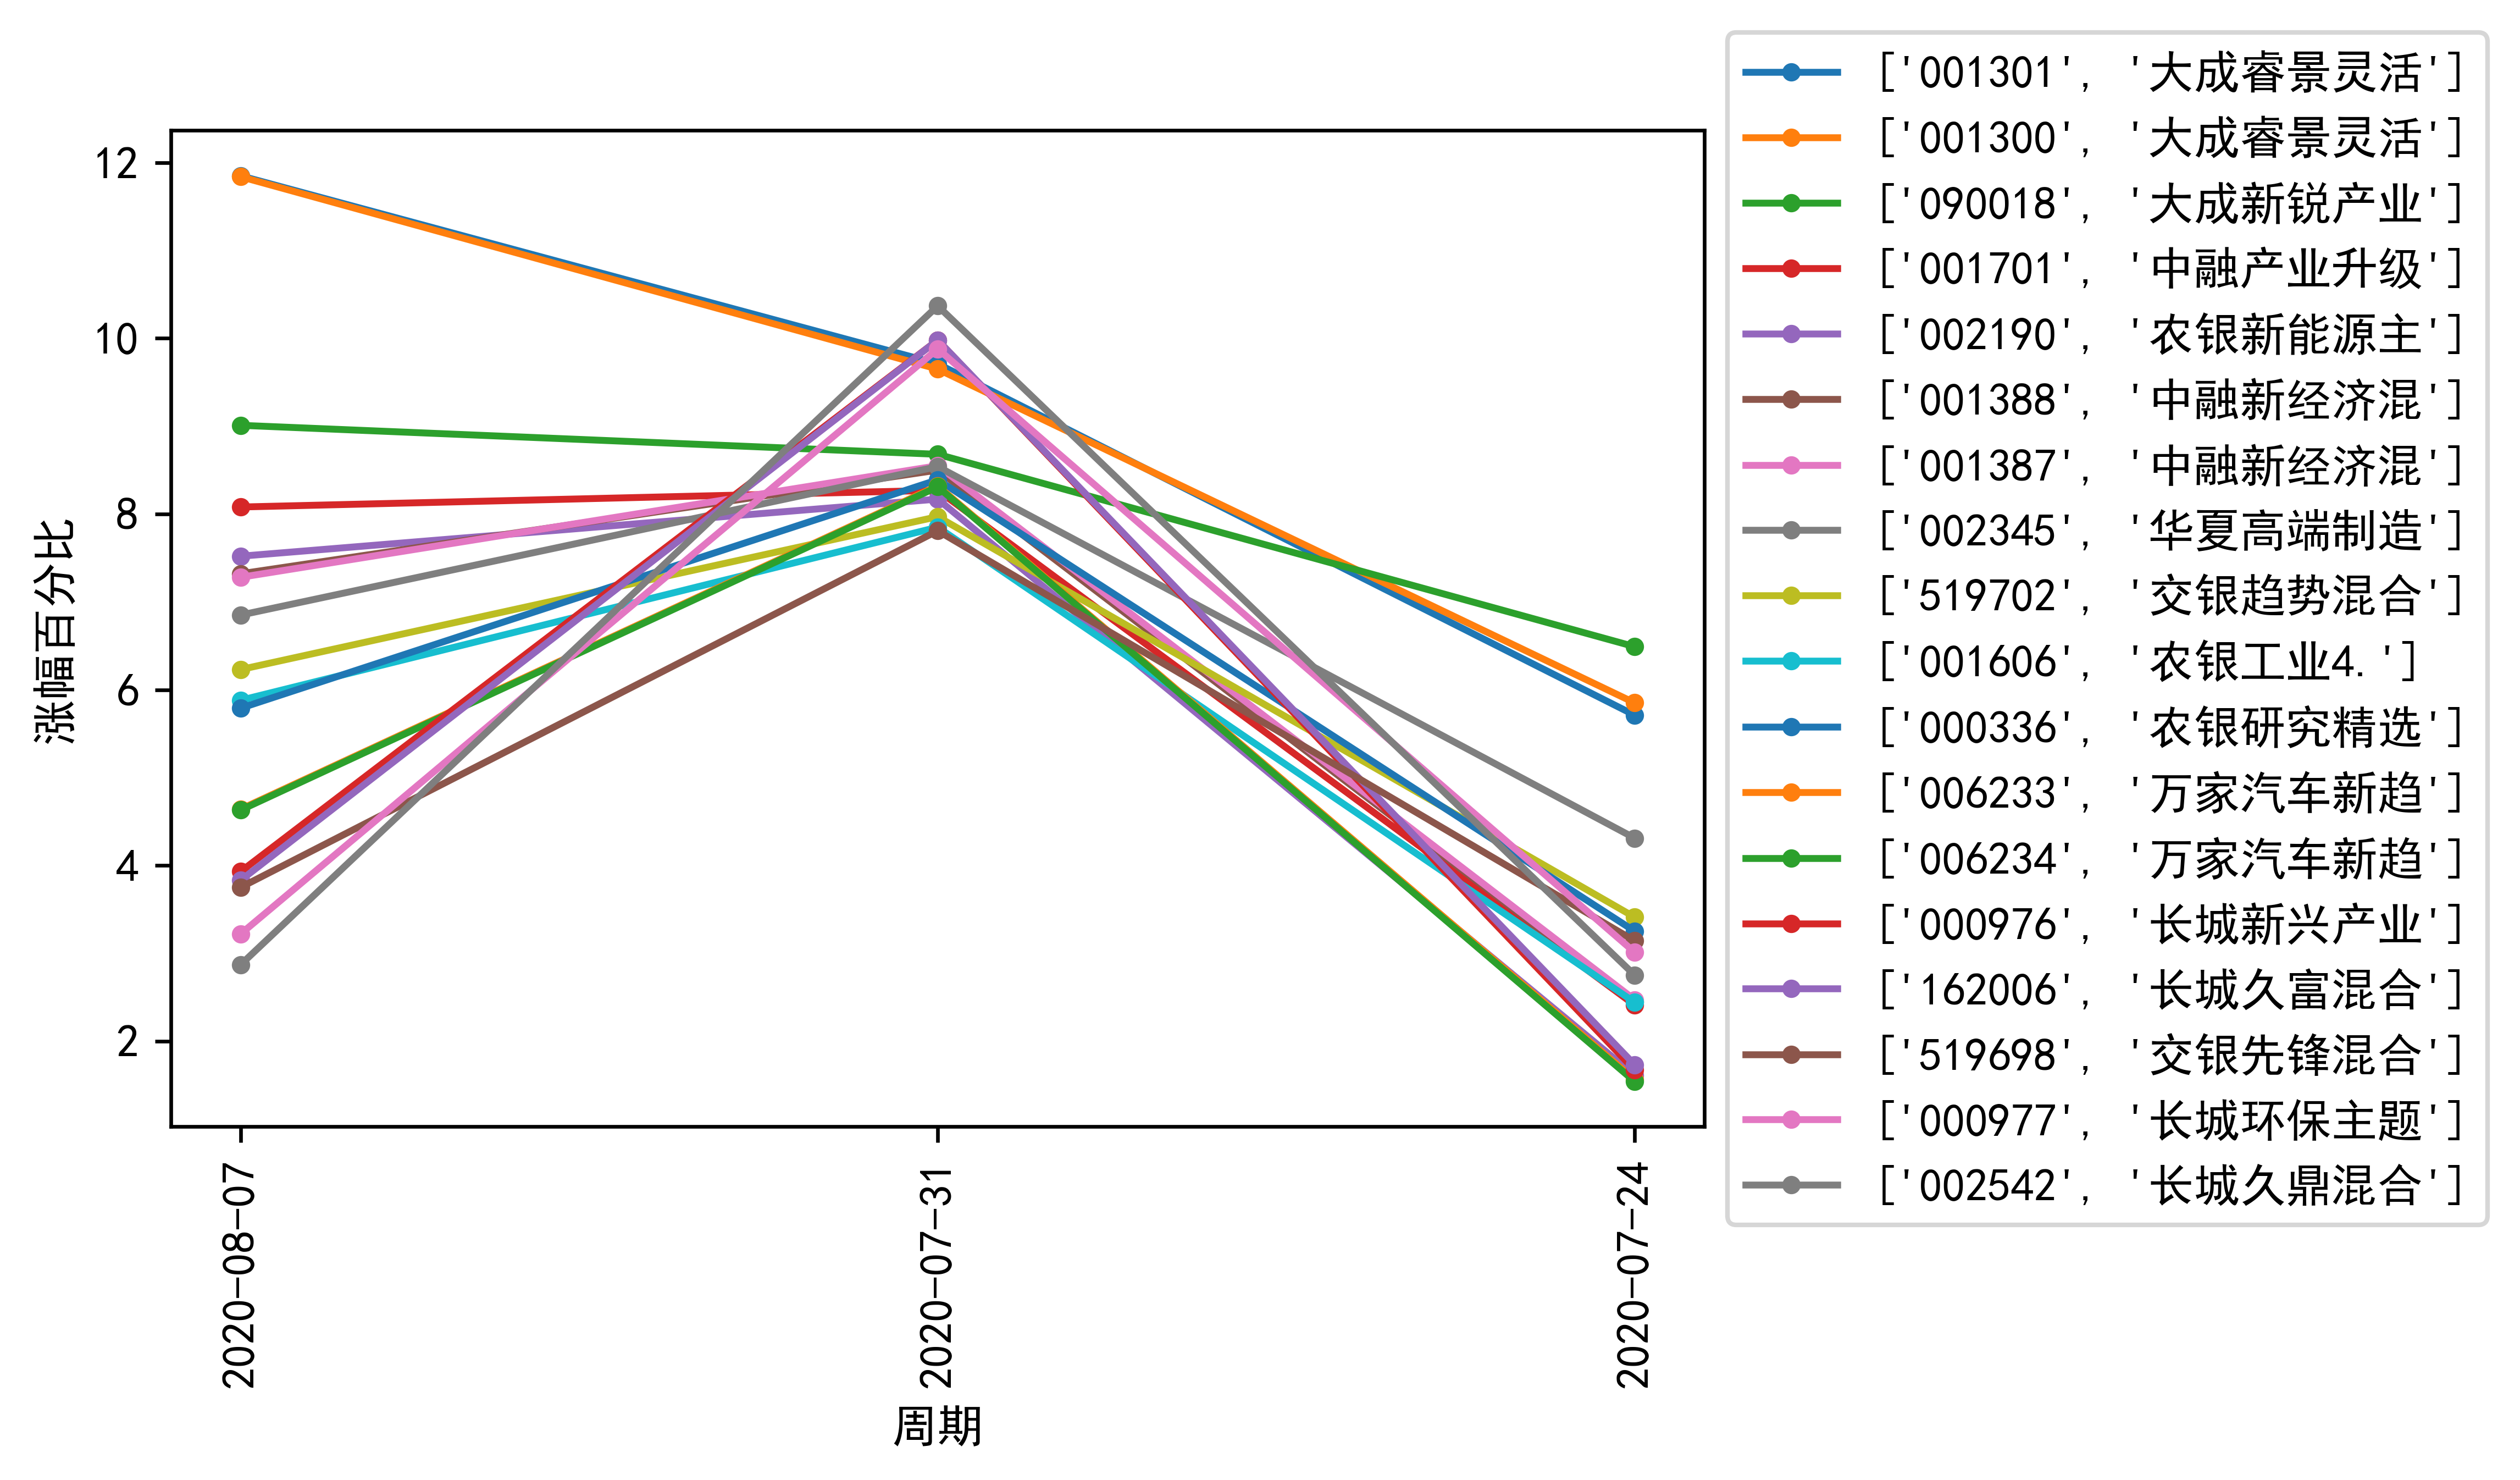 ['001301', '大成睿景灵活']
['001300', '大成睿景灵活']
['090018', '大成新锐产业']
['001701', '中融产业升级']
['002190', '农银新能源主']
['001388', '中融新经济混']
['001387', '中融新经济混']
['002345', '华夏高端制造']
['519702', '交银趋势混合']
['001606', '农银工业4.']
['000336', '农银研究精选']
['006233', '万家汽车新趋']
['006234', '万家汽车新趋']
['000976', '长城新兴产业']
['162006', '长城久富混合']
['519698', '交银先锋混合']
['000977', '长城环保主题']
['002542', '长城久鼎混合']
涨幅百分比
12
10
8
6
4
2
2020-08-07
2020-07-31
2020-07-24
周期